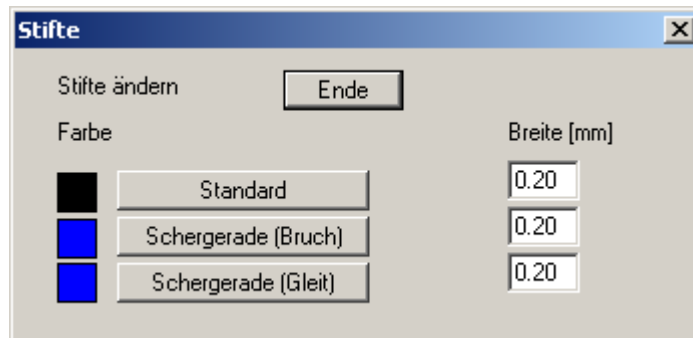 Stifte
Stifte ändern Ende
Farbe Breite [mm]
Standard 0.20
Schergerade (Bruch) 0.20
Schergerade (Gleit) 0.20